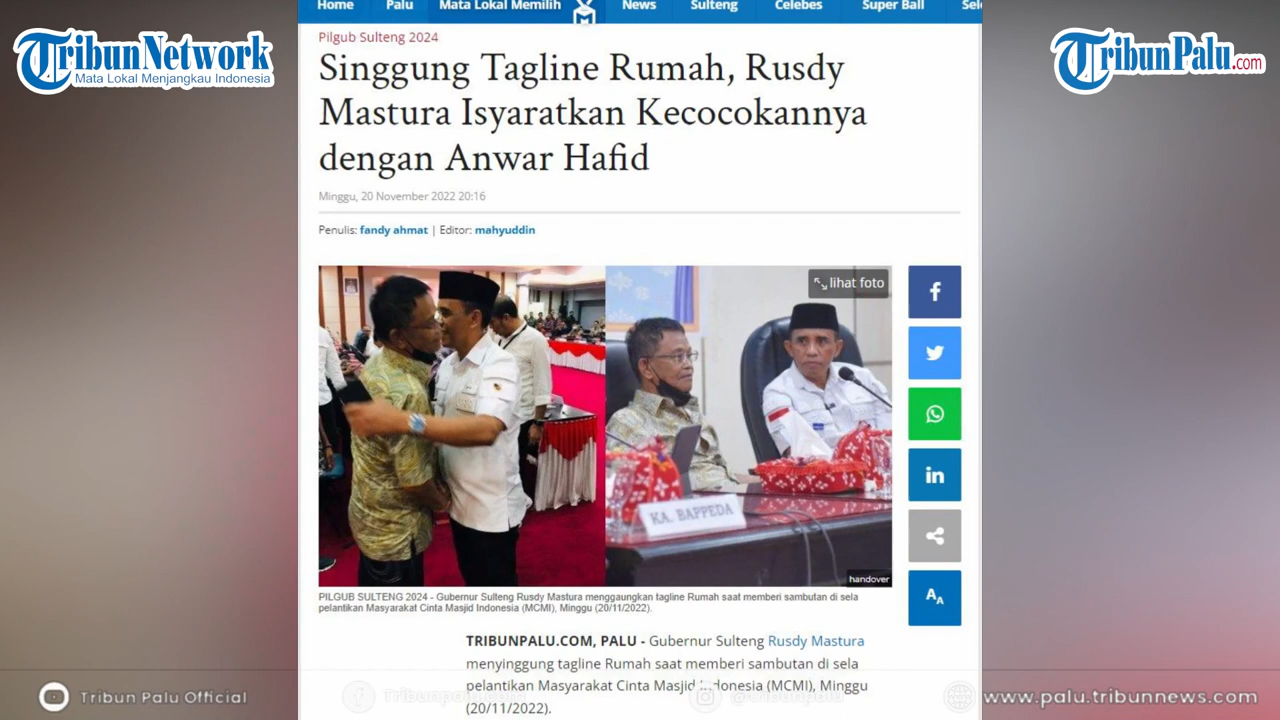 Home Palu Mata Lokal Memilih News Sulteng Celebes Super Ball Sel
TribunNetwork
Mata Lokal Menjangkau Indonesia
TribunPalu.com
Pilgub Sulteng 2024
Singgung Tagline Rumah, Rusdy
Mastura Isyaratkan Kecocokannya
dengan Anwar Hafid
Minggu, 20 November 2022 20:16
Penulis: fandy ahmat | Editor: mahyuddin
lihat foto
KA. BAPPEDA
handover
PILGUB SULTENG 2024 - Gubernur Sulteng Rusdy Mastura menggaungkan tagline Rumah saat memberi sambutan di sela
pelantikan Masyarakat Cinta Masjid Indonesia (MCMI), Minggu (20/11/2022).
AA
TRIBUNPALU.COM, PALU - Gubernur Sulteng Rusdy Mastura
menyinggung tagline Rumah saat memberi sambutan di sela
pelantikan Masyarakat Cinta Masjid Indonesia (MCMI), Minggu
(20/11/2022).
Tribun Palu Official
www.palu.tribunnews.com